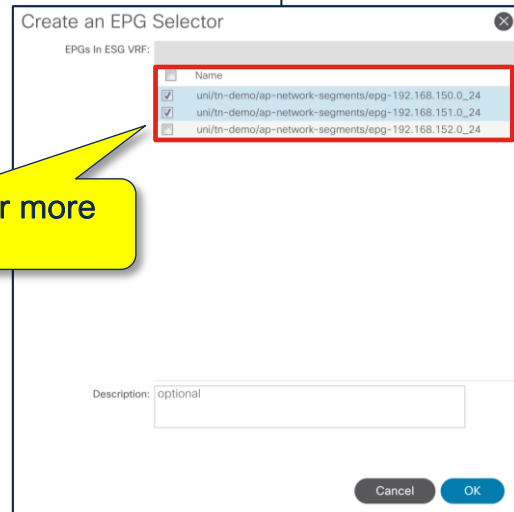 Create an EPG Selector
EPGs In ESG VRF:
Name
uni/tn-demo/ap-network-segments/epg-192.168.150.0_24
uni/tn-demo/ap-network-segments/epg-192.168.151.0_24
uni/tn-demo/ap-network-segments/epg-192.168.152.0_24
r more
Description: optional
Cancel OK